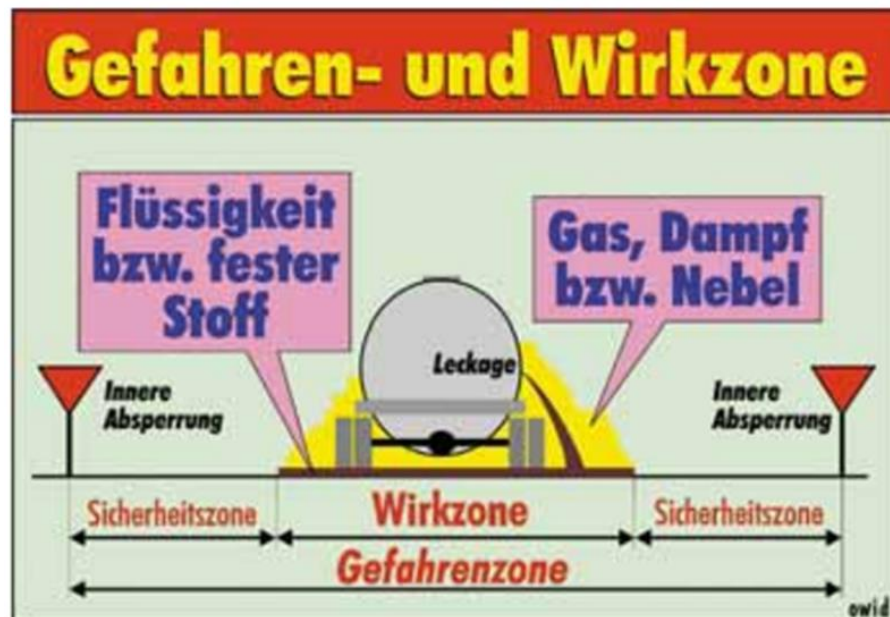 Gefahren- und Wirkzone
Flüssigkeit
bzw. fester
Stoff
Gas, Dampf
bzw. Nebel
Leckage
Innere
Absperrung
Innere
Absperrung
Sicherheitszone
Wirkzone
Sicherheitszone
Gefahrenzone
owid